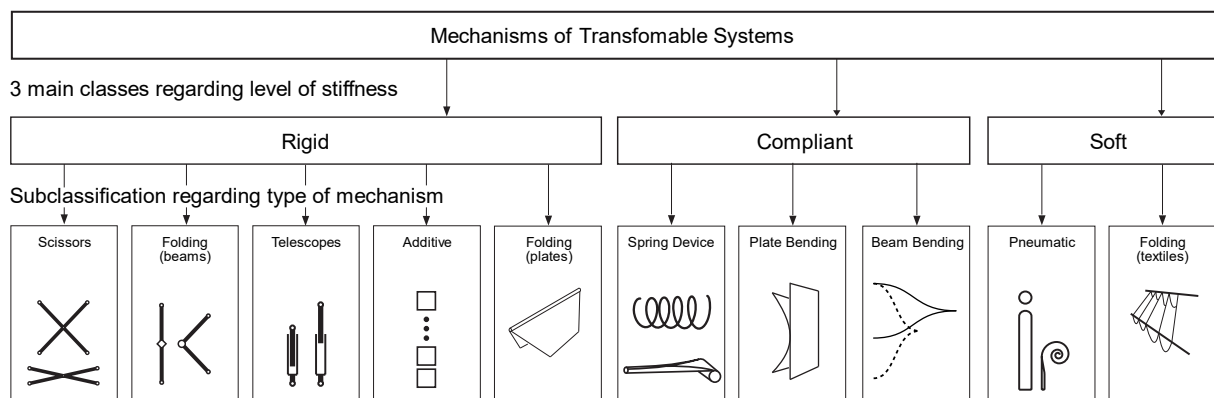 Mechanisms of Transfomable Systems
3 main classes regarding level of stiffness
Rigid
Compliant
Soft
Subclassification regarding type of mechanism
Scissors
Folding
(beams)
Telescopes
Additive
Folding
(plates)
Spring Device
Plate Bending
Beam Bending
Pneumatic
Folding
(textiles)